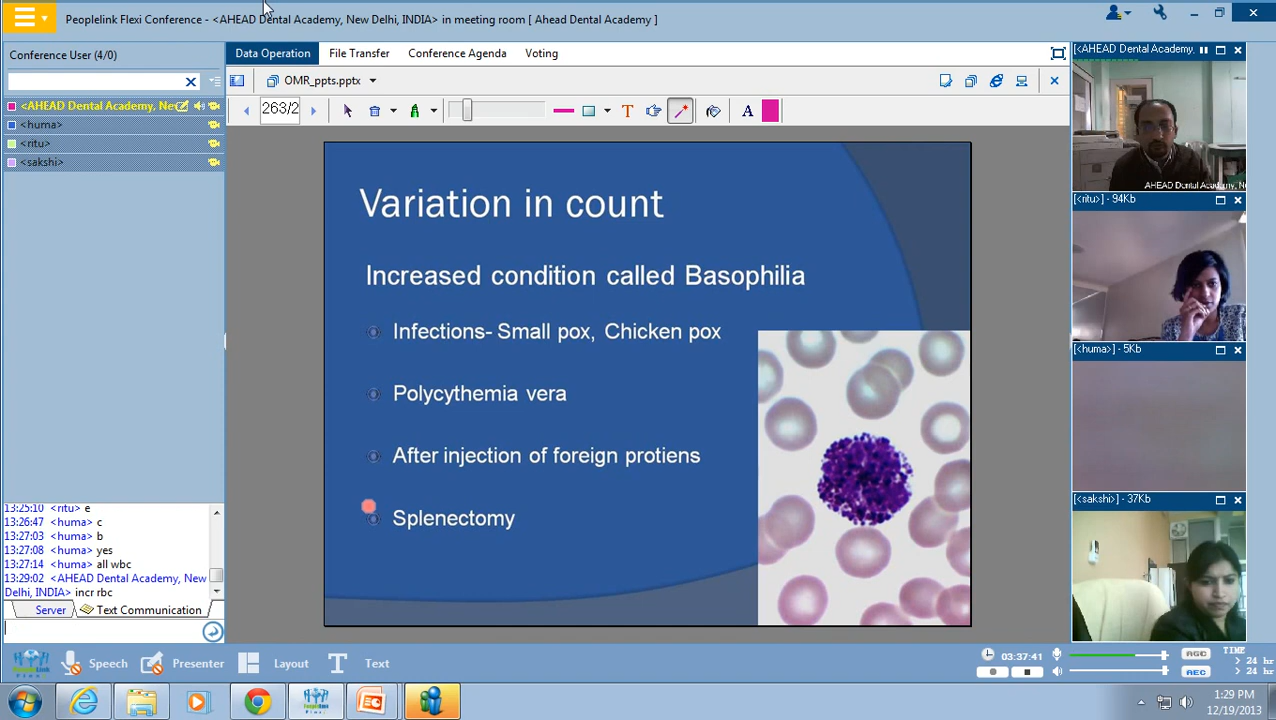 Peoplelink Flexi Conference - <AHEAD Dental Academy, New Delhi, INDIA> in meeting room [ Ahead Dental Academy ]
Conference User (4/0)
<AHEAD Dental Academy, Ne
<huma>
<ritu>
<sakshi>
Data Operation File Transfer Conference Agenda Voting
OMR_ppts.pptx
263/2
T
A
Variation in count
Increased condition called Basophilia
Infections- Small pox, Chicken pox
Polycythemia vera
After injection of foreign protiens
Splenectomy
[<AHEAD Dental Academy,
AHEAD Dental Academy, N
[<ritu>] - 94Kb
[<huma>] - 5Kb
[<sakshi>] - 37Kb
13:25:10 <ritu> e
13:26:47 <huma> c
13:27:03 <huma> b
13:27:08 <huma> yes
13:27:14 <huma> all wbc
13:29:02 <AHEAD Dental Academy, New
Delhi, INDIA> incr rbc
Server Text Communication
Speech Presenter Layout Text
03:37:41
AGC
AEC
TIME
> 24 hr
> 24 hr
1:29 PM
12/19/2013